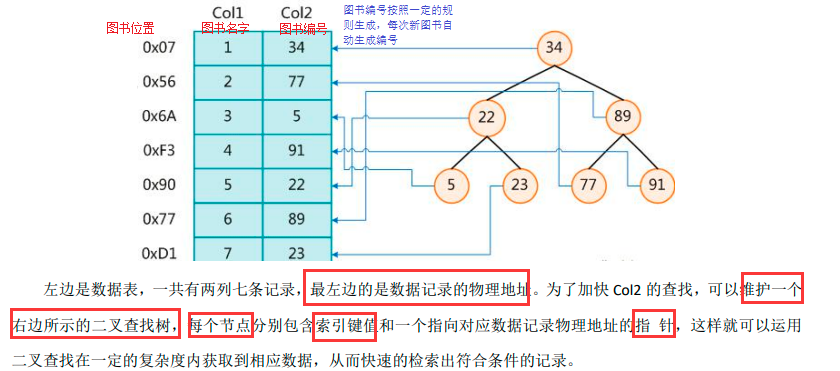 Col1 Col2
图书位置 图书名字 图书编号 图书编号按照一定的规
则生成，每次新图书自
动生成编号
0x07 1 34 34
0x56 2 77
0x6A 3 5 22 89
0xF3 4 91
0x90 5 22 5 23 77 91
0x77 6 89
0xD1 7 23
左边是数据表，一共有两列七条记录，最左边的是数据记录的物理地址。为了加快 Col2 的查找，可以维护一个
右边所示的二叉查找树，每个节点分别包含索引键值和一个指向对应数据记录物理地址的指 针，这样就可以运用
二叉查找在一定的复杂度内获取到相应数据，从而快速的检索出符合条件的记录。